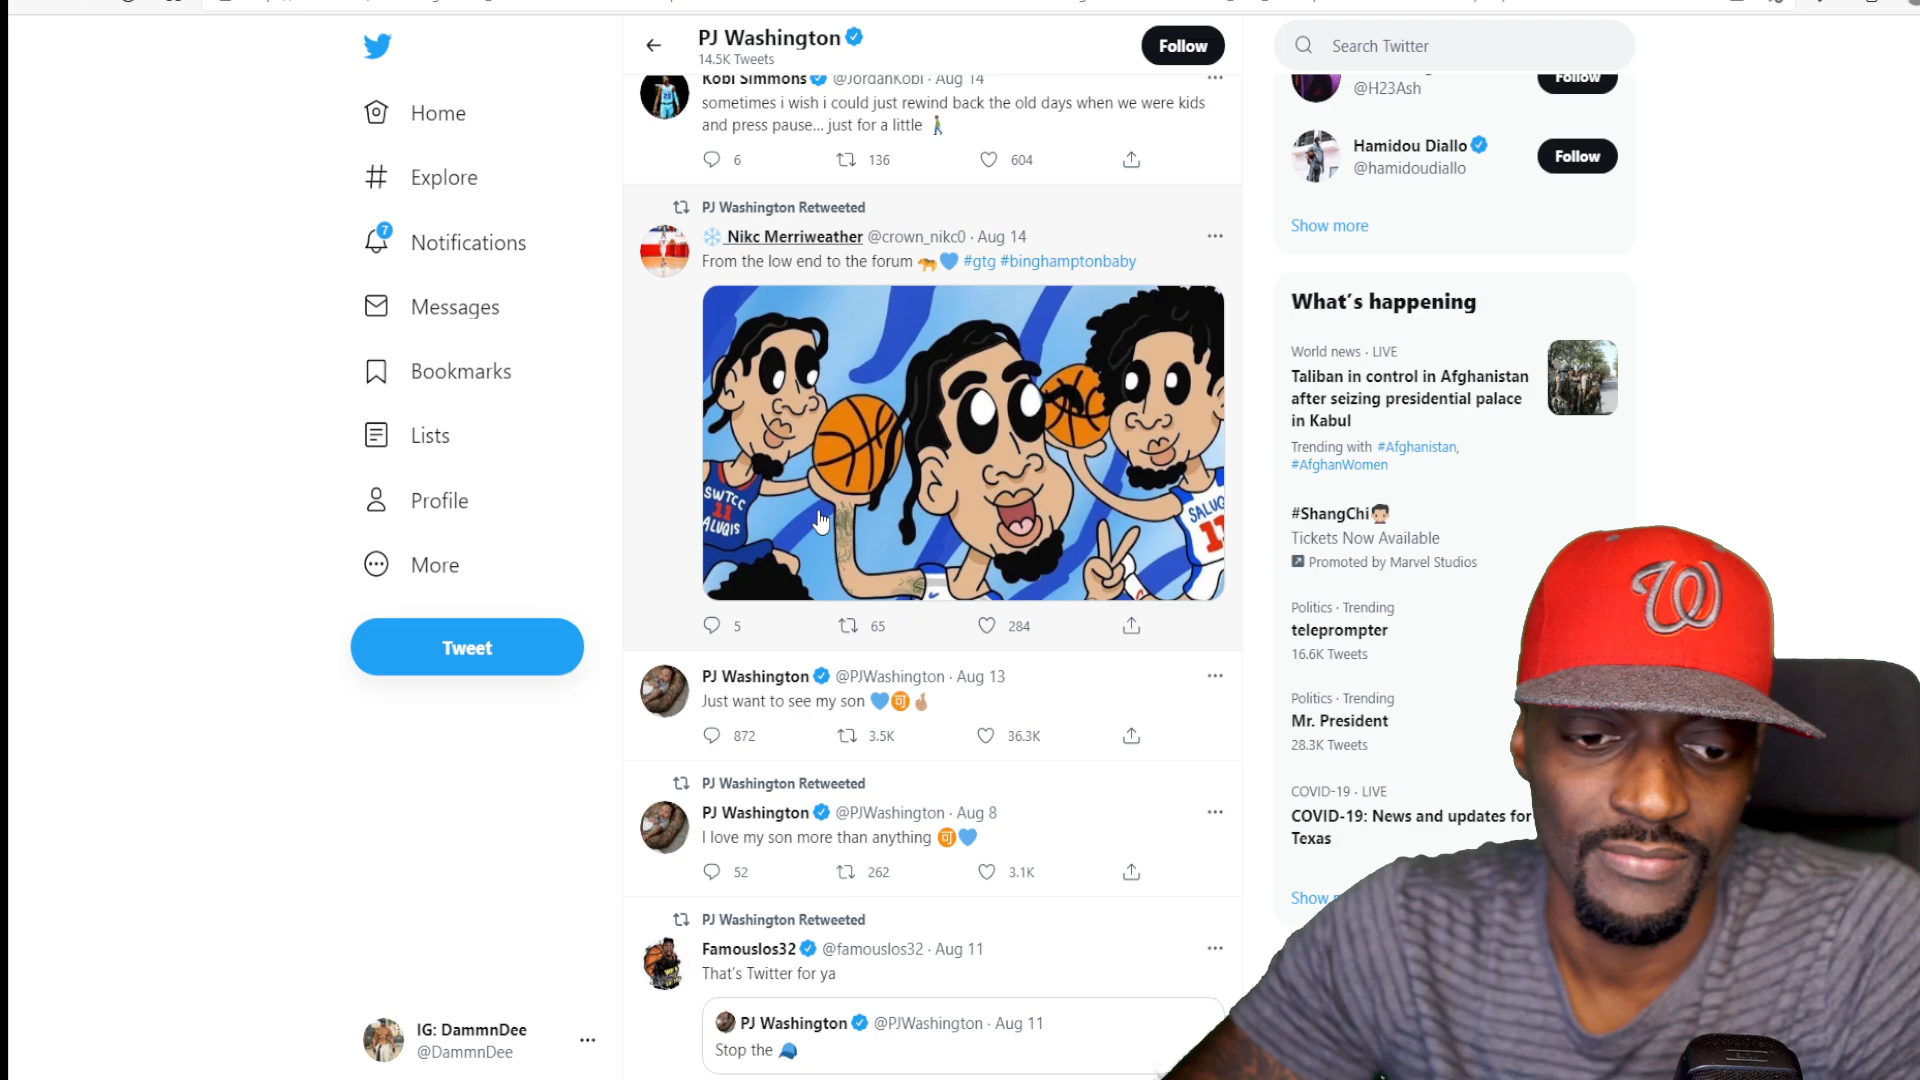 PJ Washington
14.5K Tweets
Follow
Search Twitter
Home
Explore
7
Notifications
Messages
Bookmarks
Lists
Profile
More
Tweet
IG: DammnDee
@DammnDee
Kobi Simmons @JordanKobi · Aug 14
sometimes i wish i could just rewind back the old days when we were kids
and press pause... just for a little
6 136 604
PJ Washington Retweeted
Nikc Merriweather @crown_nikc0 · Aug 14
From the low end to the forum #gtg #binghamptonbaby
SWTCC
11
ALUQIS
SALUQ
11
5 65 284
PJ Washington @PJWashington · Aug 13
Just want to see my son 🉑
872 3.5K 36.3K
PJ Washington Retweeted
PJ Washington @PJWashington · Aug 8
I love my son more than anything 🉑
52 262 3.1K
PJ Washington Retweeted
Famouslos32 @famouslos32 · Aug 11
That's Twitter for ya
PJ Washington @PJWashington · Aug 11
Stop the
@H23Ash
Follow
Hamidou Diallo
@hamidoudiallo
Follow
Show more
What's happening
World news · LIVE
Taliban in control in Afghanistan
after seizing presidential palace
in Kabul
Trending with #Afghanistan,
#AfghanWomen
#ShangChi
Tickets Now Available
Promoted by Marvel Studios
Politics · Trending
teleprompter
16.6K Tweets
Politics · Trending
Mr. President
28.3K Tweets
COVID-19 · LIVE
COVID-19: News and updates for
Texas
Show
W